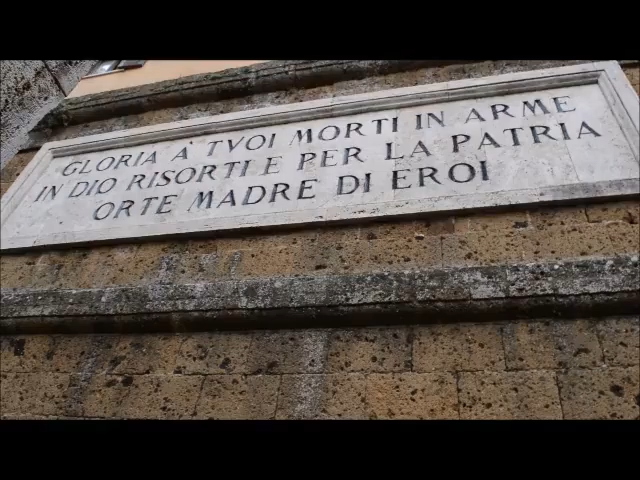 GLORIA A' TVOI MORTI IN ARME
IN DIO RISORTI E PER LA PATRIA
ORTE MADRE DI EROI